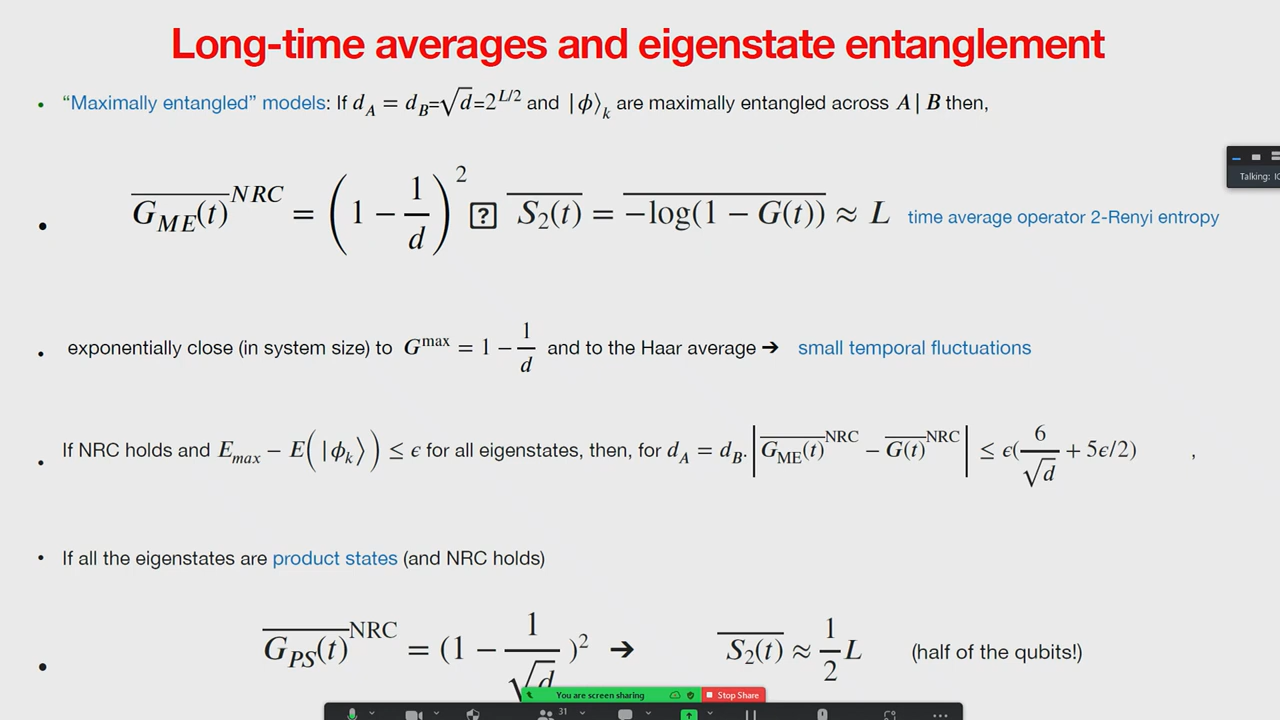 Long-time averages and eigenstate entanglement
• “Maximally entangled” models: If d_A = d_B=√d=2^{L/2} and |ϕ⟩_k are maximally entangled across A|B then,
• \overline{G_{ME}(t)}^{NRC} = (1 − 1/d)^2 ? \overline{S_2(t)} = \overline{−log(1 − G(t))} ≈ L time average operator 2-Renyi entropy
• exponentially close (in system size) to G^{max} = 1 − 1/d and to the Haar average ➔ small temporal fluctuations
• If NRC holds and E_{max} − E(|ϕ_k⟩) ≤ ϵ for all eigenstates, then, for d_A = d_B. |\overline{G_{ME}(t)}^{NRC} − \overline{G(t)}^{NRC}| ≤ ϵ(6/√d + 5ϵ/2) ,
• If all the eigenstates are product states (and NRC holds)
• \overline{G_{PS}(t)}^{NRC} = (1 − 1/√d)^2 ➔ \overline{S_2(t)} ≈ 1/2 L (half of the qubits!)
Talking:
You are screen sharing Stop Share
31